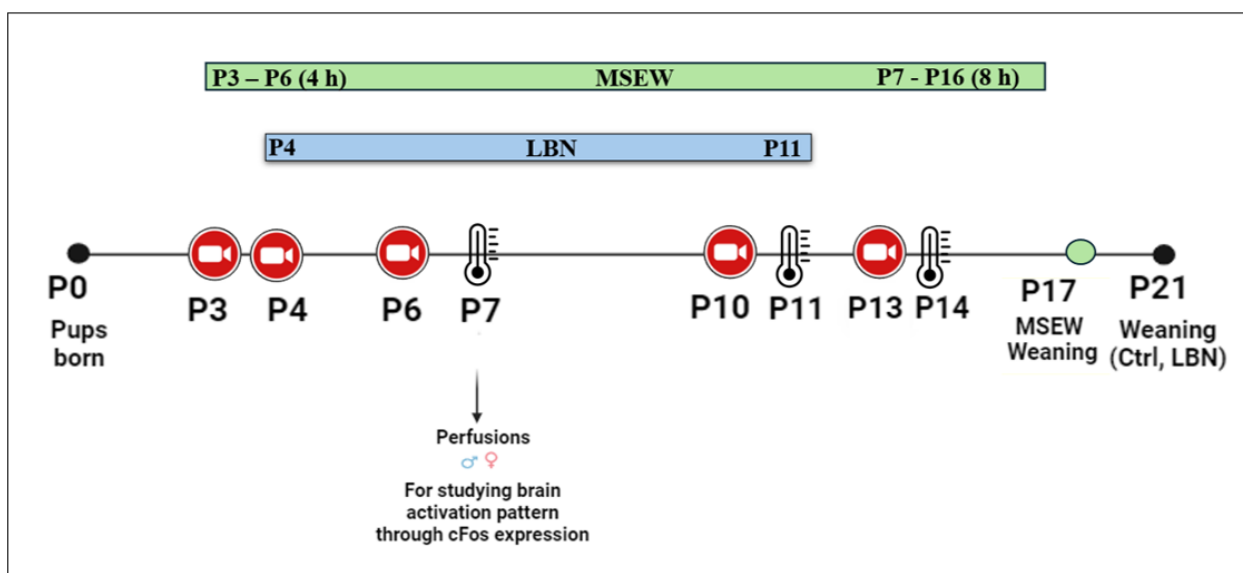 P3 – P6 (4 h) MSEW P7 - P16 (8 h)
P4 LBN P11
P0 P3 P4 P6 P7 P10 P11 P13 P14 P17 P21
Pups
born
MSEW
Weaning
Weaning
(Ctrl, LBN)
Perfusions
♂ ♀
For studying brain
activation pattern
through cFos expression